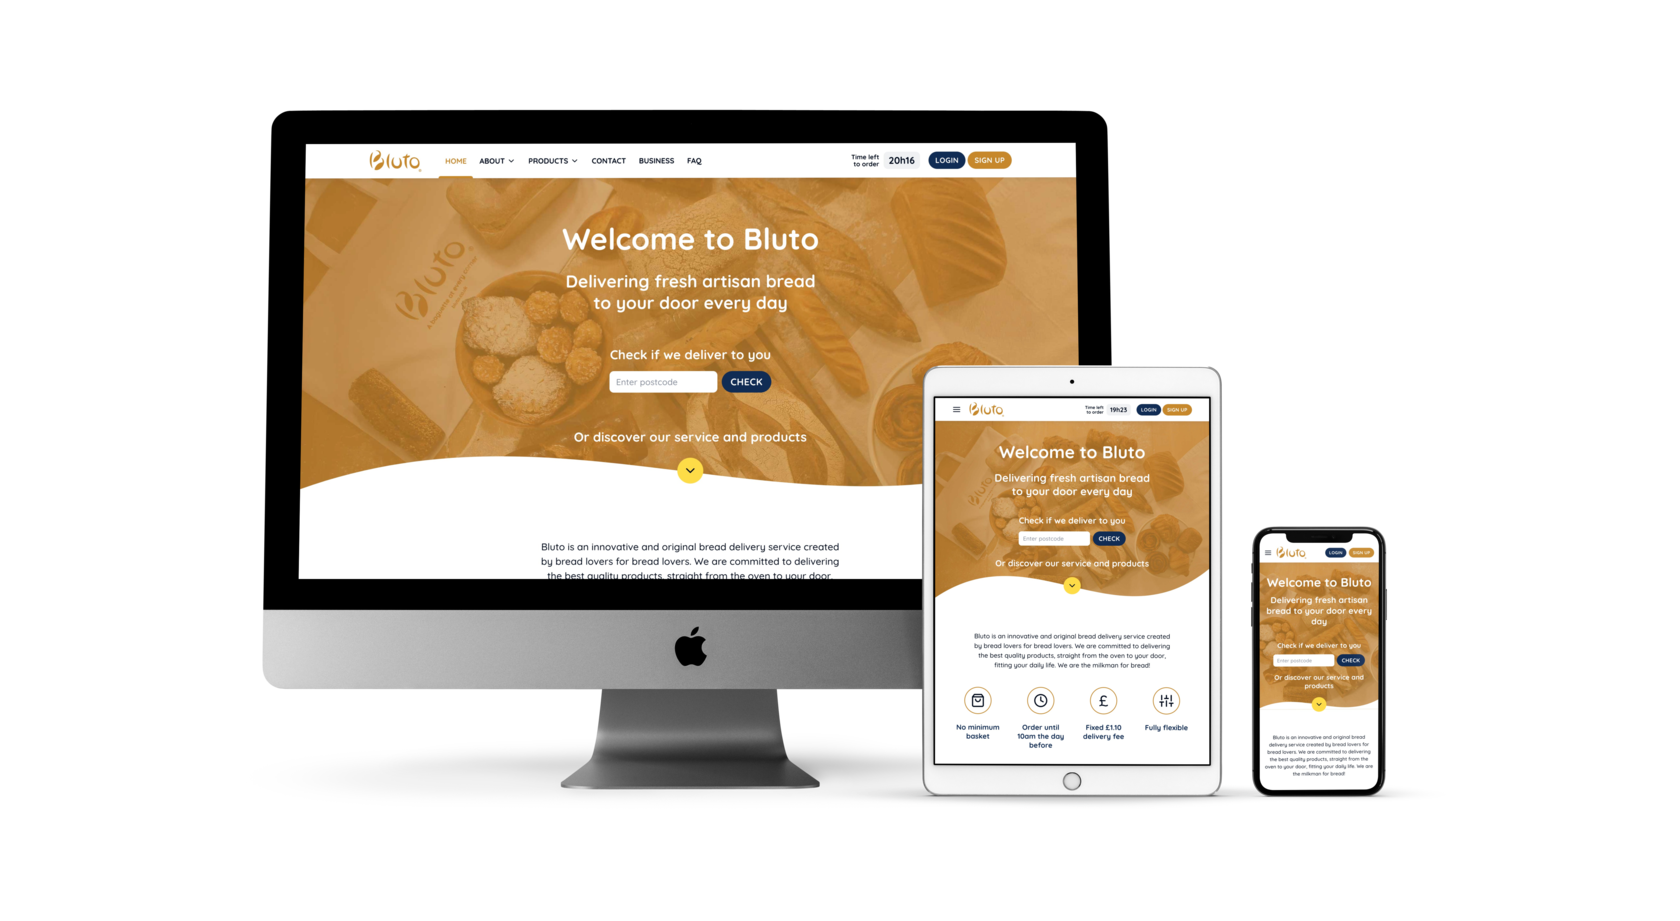 Bluto
HOME ABOUT PRODUCTS CONTACT BUSINESS FAQ
Time left
to order
20h16
LOGIN SIGN UP
Bluto
Welcome to Bluto
Delivering fresh artisan bread
to your door every day
Check if we deliver to you
Enter postcode CHECK
Or discover our service and products
Bluto is an innovative and original bread delivery service created
by bread lovers for bread lovers. We are committed to delivering
the best quality products, straight from the oven to your door,
Bluto
Time left
to order
19h23
LOGIN SIGN UP
Welcome to Bluto
Delivering fresh artisan bread
to your door every day
Check if we deliver to you
Enter postcode CHECK
Or discover our service and products
Bluto is an innovative and original bread delivery service created
by bread lovers for bread lovers. We are committed to delivering
the best quality products, straight from the oven to your door,
fitting your daily life. We are the milkman for bread!
No minimum
basket
Order until
10am the day
before
£
Fixed £1.10
delivery fee
Fully flexible
Bluto
LOGIN SIGN UP
Welcome to Bluto
Delivering fresh artisan
bread to your door every
day
Check if we deliver to you
Enter postcode CHECK
Or discover our service and
products
Bluto is an innovative and original bread
delivery service created by bread lovers for
bread lovers. We are committed to delivering
the best quality products, straight from the
oven to your door, fitting your daily life. We are
the milkman for bread!